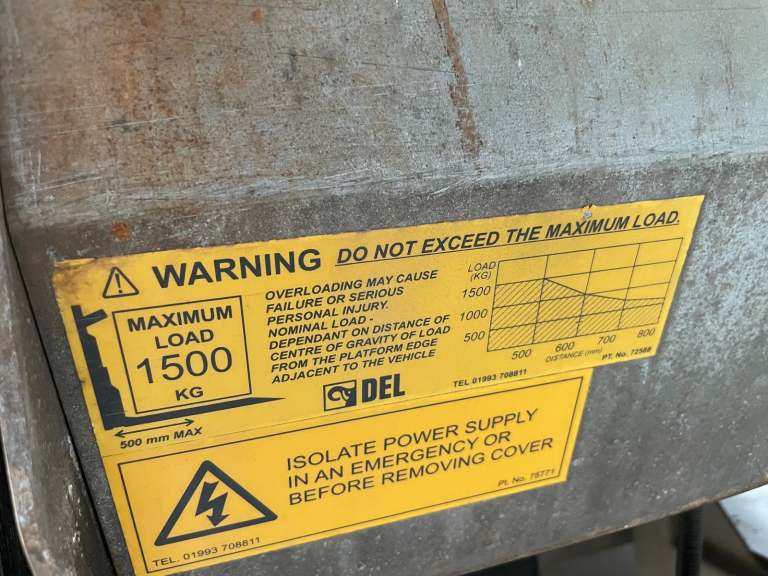 WARNING DO NOT EXCEED THE MAXIMUM LOAD.
MAXIMUM
LOAD
1500
KG
500 mm MAX
OVERLOADING MAY CAUSE
FAILURE OR SERIOUS
PERSONAL INJURY.
NOMINAL LOAD -
DEPENDANT ON DISTANCE OF
CENTRE OF GRAVITY OF LOAD
FROM THE PLATFORM EDGE
ADJACENT TO THE VEHICLE
LOAD
(KG)
1500
1000
500
500 600 700 800
DISTANCE (mm)
PT. No. 72588
DEL
TEL 01993 708811
ISOLATE POWER SUPPLY
IN AN EMERGENCY OR
BEFORE REMOVING COVER
Pt. No. 75771
TEL. 01993 708811